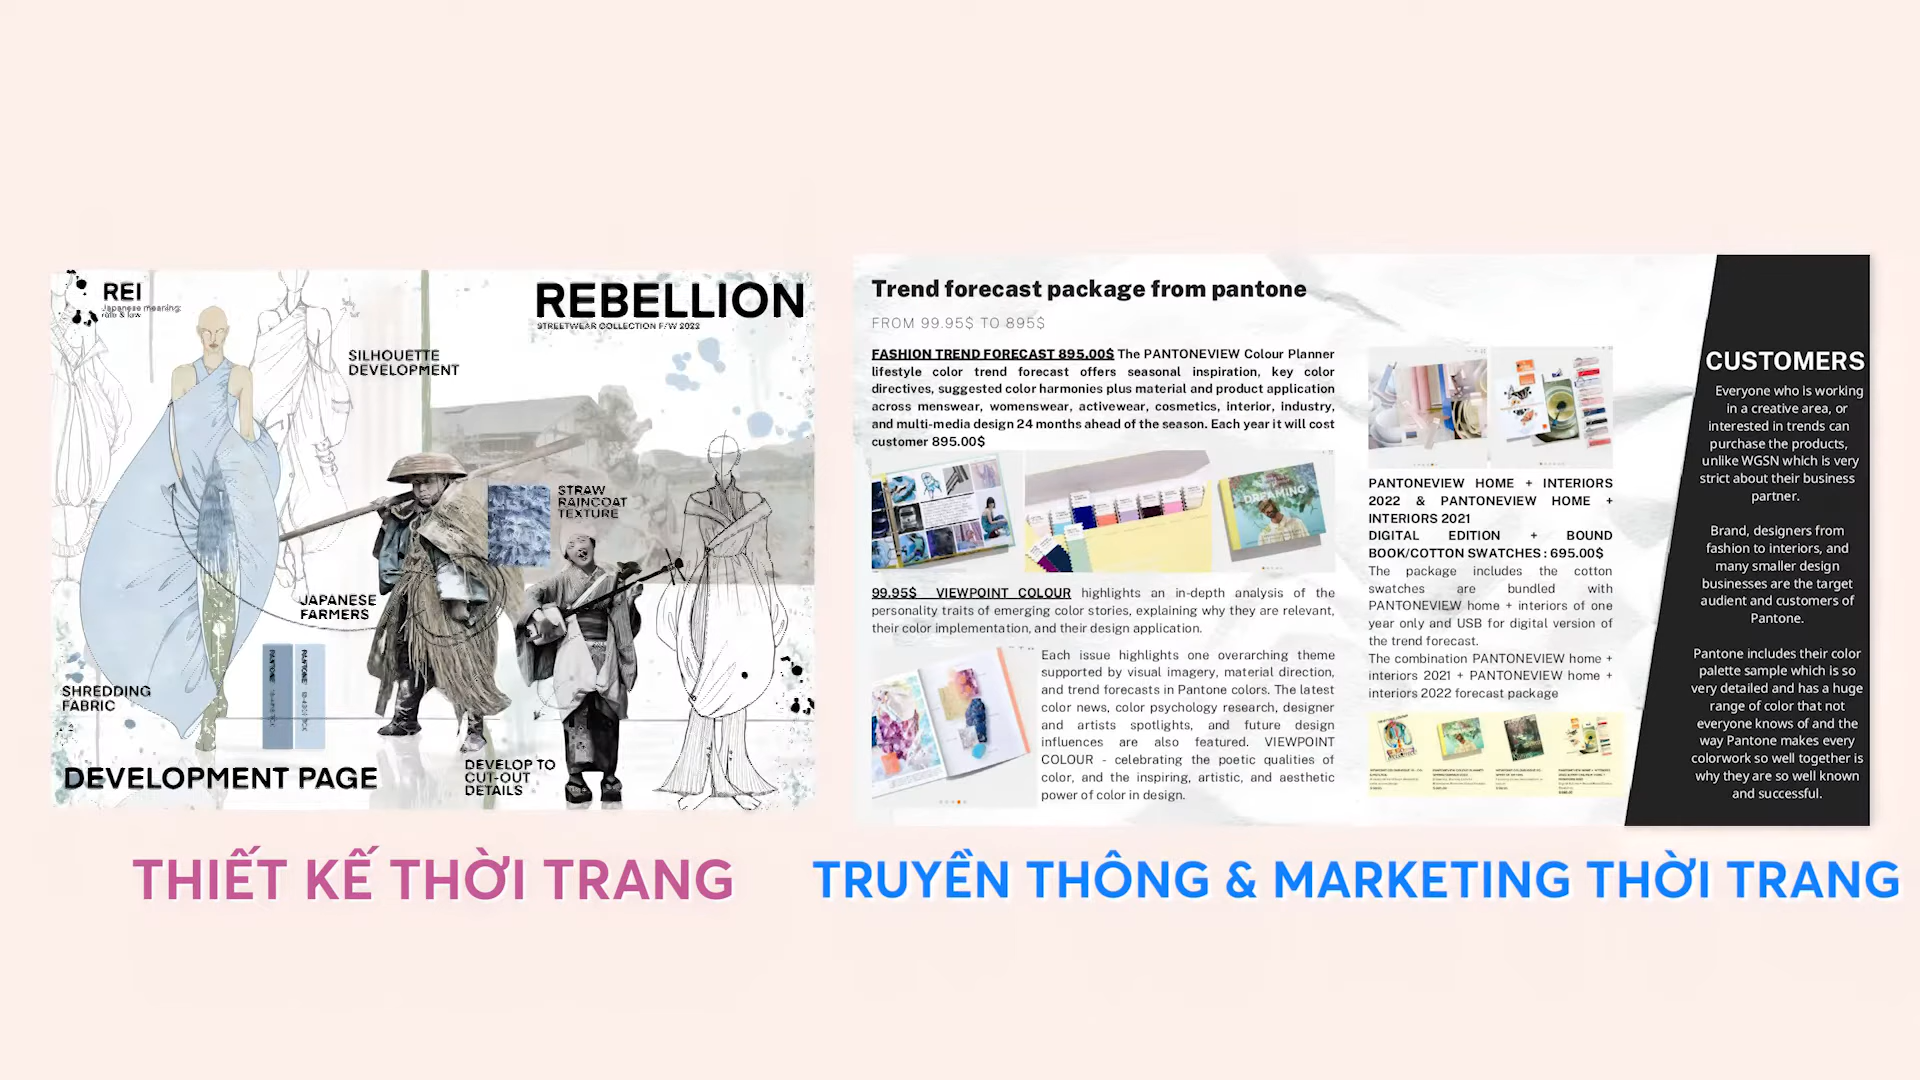 REI
Japanese meaning:
rule & law
REBELLION
STREETWEAR COLLECTION F/W 2022
SILHOUETTE
DEVELOPMENT
STRAW
RAINCOAT
TEXTURE
JAPANESE
FARMERS
PANTONE
PANTONE
SHREDDING
FABRIC
DEVELOP TO
CUT-OUT
DETAILS
DEVELOPMENT PAGE
THIẾT KẾ THỜI TRANG
Trend forecast package from pantone
FROM 99.95$ TO 895$
FASHION TREND FORECAST 895.00$ The PANTONEVIEW Colour Planner
lifestyle color trend forecast offers seasonal inspiration, key color
directives, suggested color harmonies plus material and product application
across menswear, womenswear, activewear, cosmetics, interior, industry,
and multi-media design 24 months ahead of the season. Each year it will cost
customer 895.00$
DREAMING
99.95$ VIEWPOINT COLOUR highlights an in-depth analysis of the
personality traits of emerging color stories, explaining why they are relevant,
their color implementation, and their design application.
Each issue highlights one overarching theme
supported by visual imagery, material direction,
and trend forecasts in Pantone colors. The latest
color news, color psychology research, designer
and artists spotlights, and future design
influences are also featured. VIEWPOINT
COLOUR - celebrating the poetic qualities of
color, and the inspiring, artistic, and aesthetic
power of color in design.
PANTONEVIEW HOME + INTERIORS
2022 & PANTONEVIEW HOME +
INTERIORS 2021
DIGITAL EDITION + BOUND
BOOK/COTTON SWATCHES : 695.00$
The package includes the cotton
swatches are bundled with
PANTONEVIEW home + interiors of one
year only and USB for digital version of
the trend forecast.
The combination PANTONEVIEW home +
interiors 2021 + PANTONEVIEW home +
interiors 2022 forecast package
CUSTOMERS
Everyone who is working
in a creative area, or
interested in trends can
purchase the products,
unlike WGSN which is very
strict about their business
partner.
Brand, designers from
fashion to interiors, and
many smaller design
businesses are the target
audient and customers of
Pantone.
Pantone includes their color
palette sample which is so
very detailed and has a huge
range of color that not
everyone knows of and the
way Pantone makes every
colorwork so well together is
why they are so well known
and successful.
TRUYỀN THÔNG & MARKETING THỜI TRANG